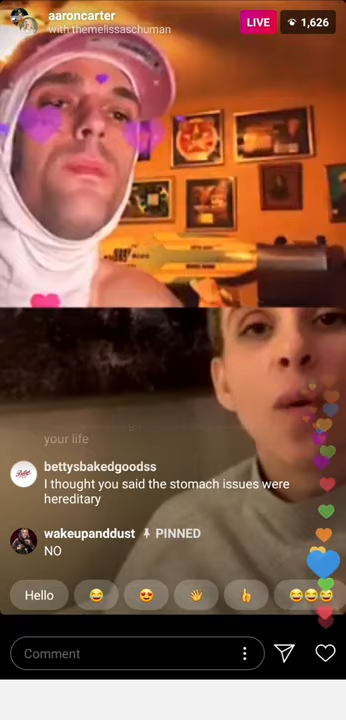 aaroncarter
with themelissaschuman
LIVE
1,626
your life
bettysbakedgoodss
I thought you said the stomach issues were
hereditary
wakeupanddust PINNED
NO
Hello
Comment